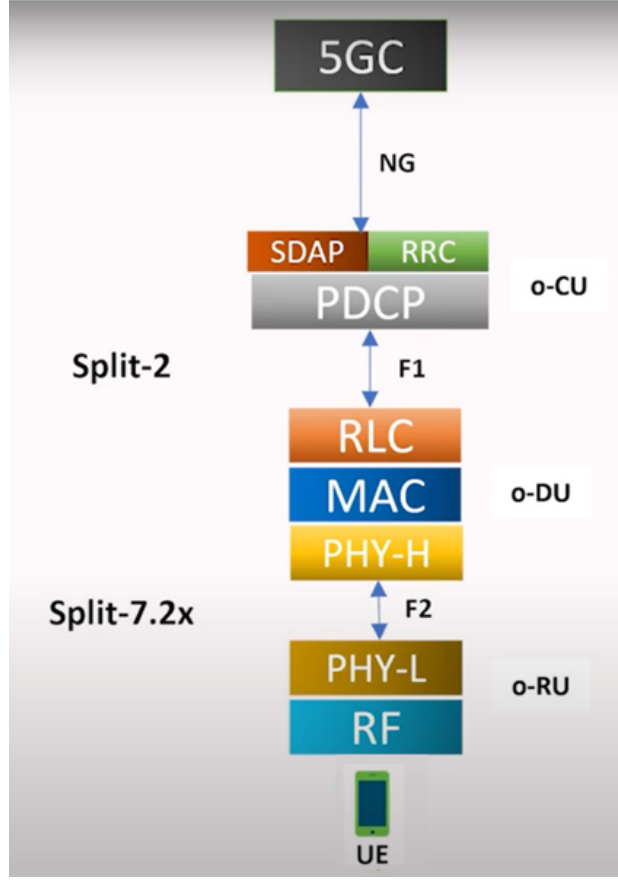 5GC
NG
SDAP RRC
o-CU
PDCP
Split-2
F1
RLC
MAC
o-DU
PHY-H
Split-7.2x
F2
PHY-L
o-RU
RF
UE